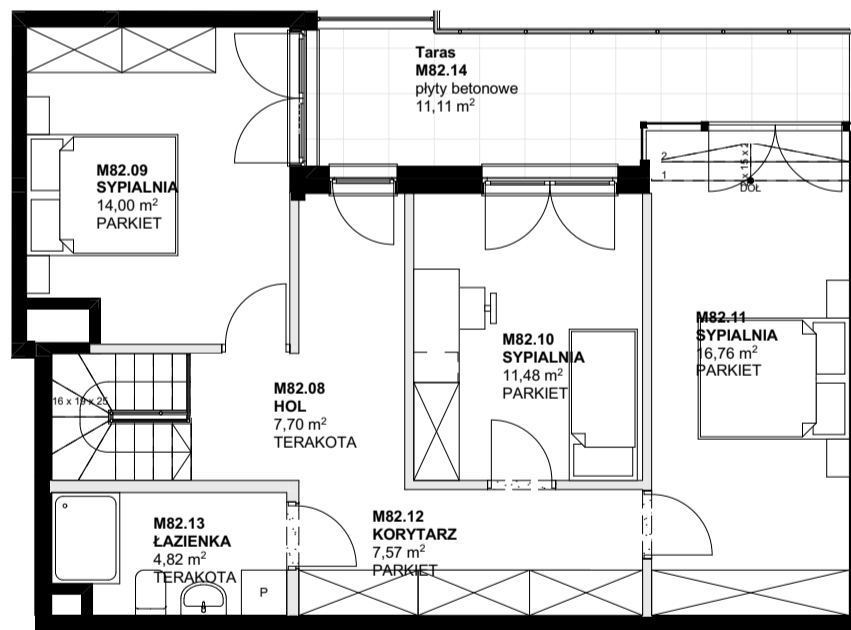 Taras
M82.14
płyty betonowe
11,11 m²
M82.09
SYPIALNIA
14,00 m²
PARKIET
2
1
x 15 x 2
DÓŁ
M82.10
SYPIALNIA
11,48 m²
PARKIET
M82.11
SYPIALNIA
16,76 m²
PARKIET
16 x 19 x 25
M82.08
HOL
7,70 m²
TERAKOTA
M82.13
ŁAZIENKA
4,82 m²
TERAKOTA
P
M82.12
KORYTARZ
7,57 m²
PARKIET